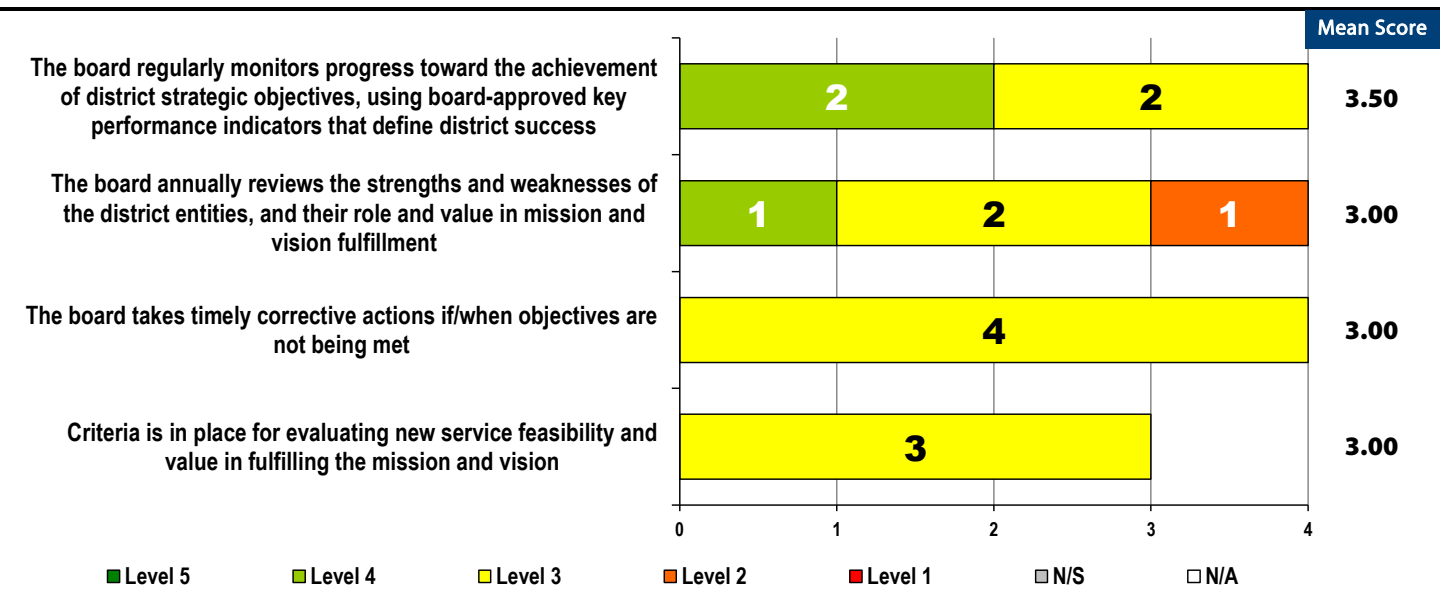 Mean Score
The board regularly monitors progress toward the achievement
of district strategic objectives, using board-approved key
performance indicators that define district success
2
2
3.50
The board annually reviews the strengths and weaknesses of
the district entities, and their role and value in mission and
vision fulfillment
1
2
1
3.00
The board takes timely corrective actions if/when objectives are
not being met
4
3.00
Criteria is in place for evaluating new service feasibility and
value in fulfilling the mission and vision
3
3.00
0 1 2 3 4
Level 5 Level 4 Level 3 Level 2 Level 1 N/S N/A